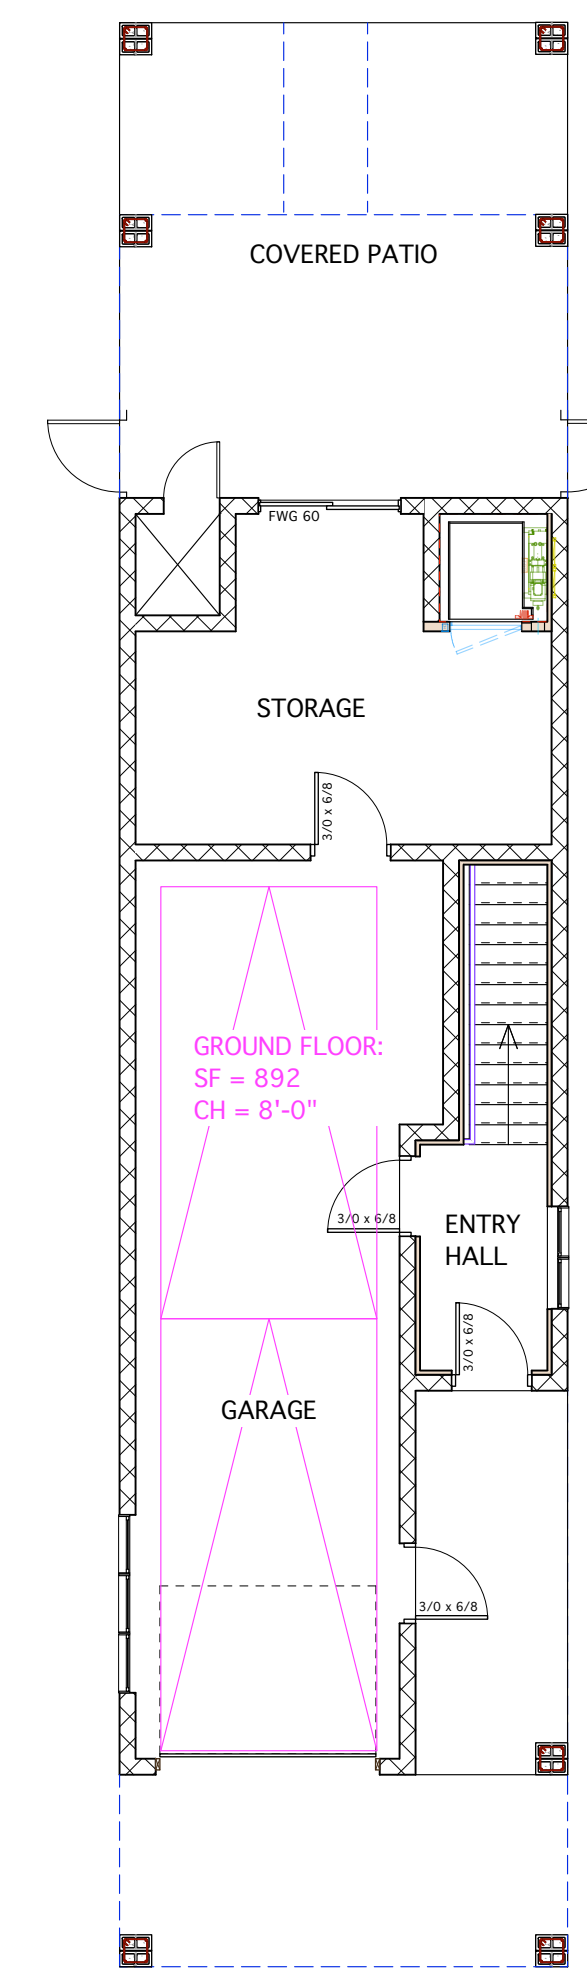 COVERED PATIO
FWG 60
STORAGE
3/0 x 6/8
GROUND FLOOR:
SF = 892
CH = 8'-0"
3/0 x 6/8
ENTRY
HALL
3/0 x 6/8
GARAGE
3/0 x 6/8